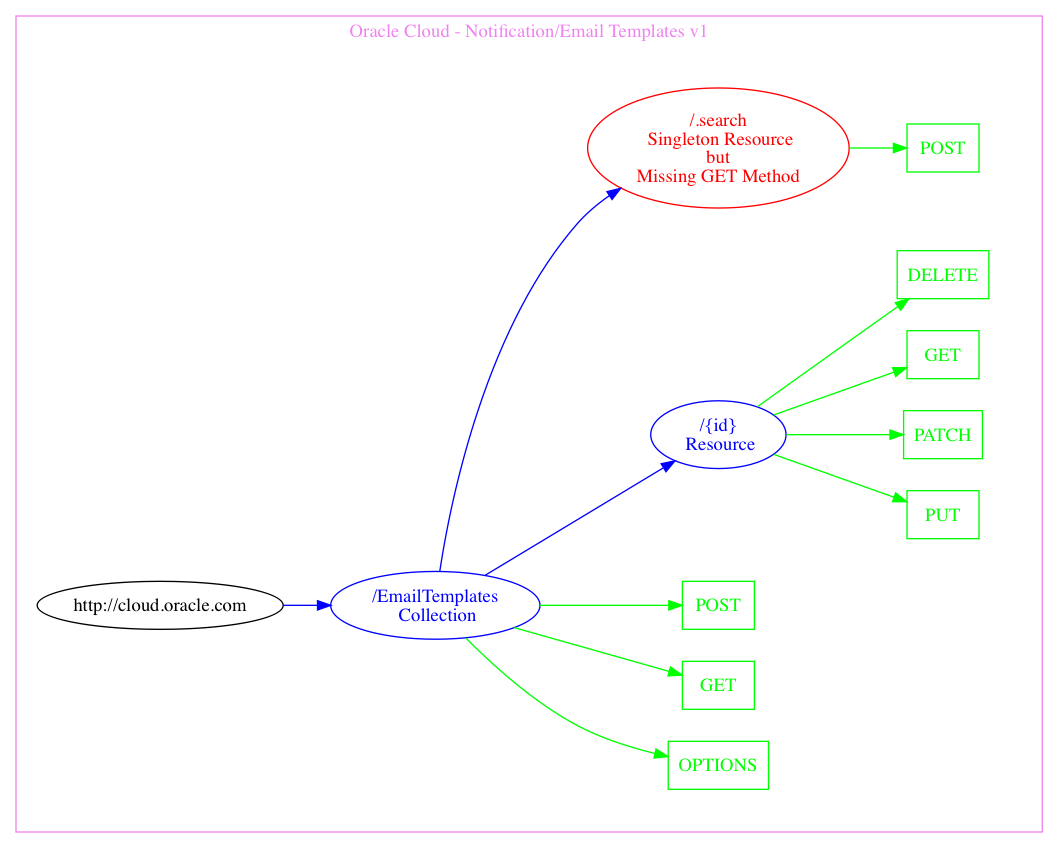 Oracle Cloud - Notification/Email Templates v1
/.search
Singleton Resource
but
Missing GET Method
POST
DELETE
GET
/{id}
Resource
PATCH
PUT
http://cloud.oracle.com
/EmailTemplates
Collection
POST
GET
OPTIONS